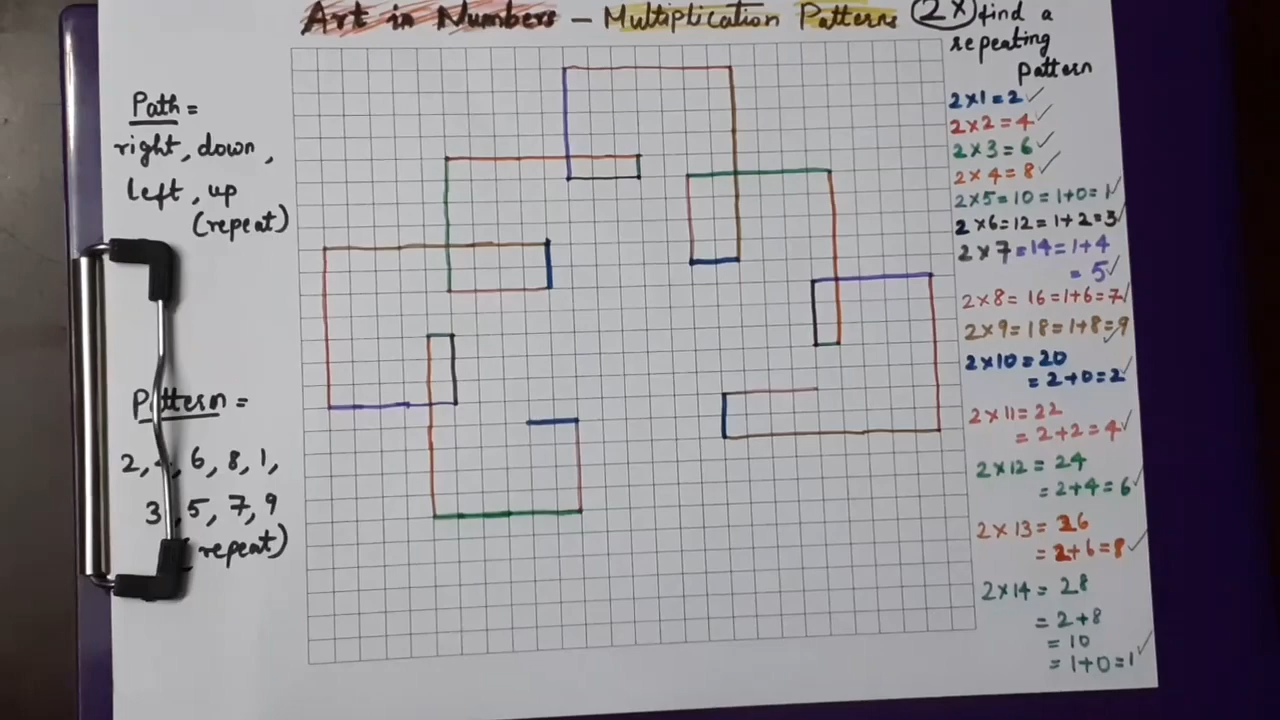 Art in Numbers – Multiplication Patterns 2x find a
repeating
pattern
Path =
right, down,
left, up
(repeat)
Pattern =
2, 4, 6, 8, 1,
3, 5, 7, 9
(repeat)
2x1=2✓
2x2=4✓
2x3=6✓
2x4=8✓
2x5=10=1+0=1✓
2x6=12=1+2=3✓
2x7=14=1+4
=5✓
2x8=16=1+6=7✓
2x9=18=1+8=9✓
2x10=20
=2+0=2✓
2x11=22
=2+2=4✓
2x12=24
=2+4=6✓
2x13=26
=2+6=8✓
2x14=28
=2+8
=10
=1+0=1✓